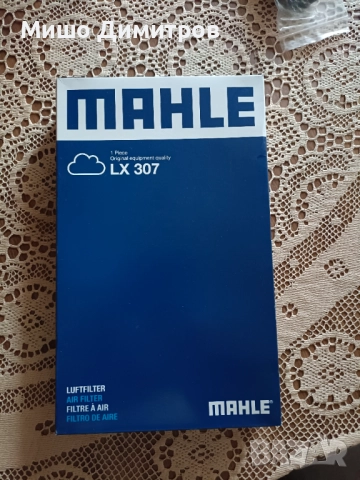 Мишо Димитров
MAHLE
1 Piece
Original equipment quality
LX 307
LUFTFILTER
AIR FILTER
FILTRE À AIR
FILTRO DE AIRE
MAHLE®